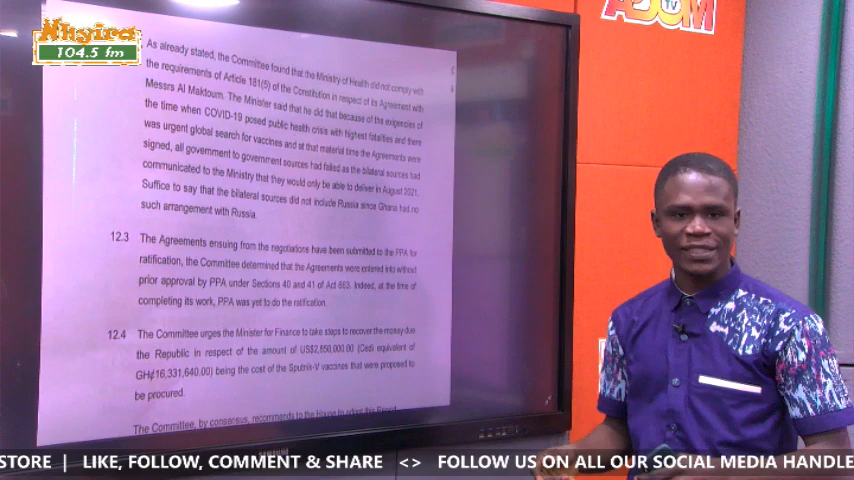 Nhyira
104.5 fm
ADOM
TV
As already stated, the Committee found that the Ministry of Health did not comply with
the requirements of Article 181(5) of the Constitution in respect of its Agreement with
Messrs Al Maktoum. The Minister said that he did that because of the exigencies of
the time when COVID-19 posed public health crisis with highest fatalities and there
was urgent global search for vaccines and at that material time the Agreements were
signed, all government to government sources had failed as the bilateral sources had
communicated to the Ministry that they would only be able to deliver in August 2021.
Suffice to say that the bilateral sources did not include Russia since Ghana had no
such arrangement with Russia.
12.3 The Agreements ensuing from the negotiations have been submitted to the PPA for
ratification, the Committee determined that the Agreements were entered into without
prior approval by PPA under Sections 40 and 41 of Act 663. Indeed, at the time of
completing its work, PPA was yet to do the ratification.
12.4 The Committee urges the Minister for Finance to take steps to recover the money due
the Republic in respect of the amount of US$2,850,000.00 (Cedi equivalent of
GH¢16,331,640.00) being the cost of the Sputnik-V vaccines that were proposed to
be procured.
The Committee, by consensus, recommends to the House to adopt this Report
SAMSUNG
STORE | LIKE, FOLLOW, COMMENT & SHARE <> FOLLOW US ON ALL OUR SOCIAL MEDIA HANDLE